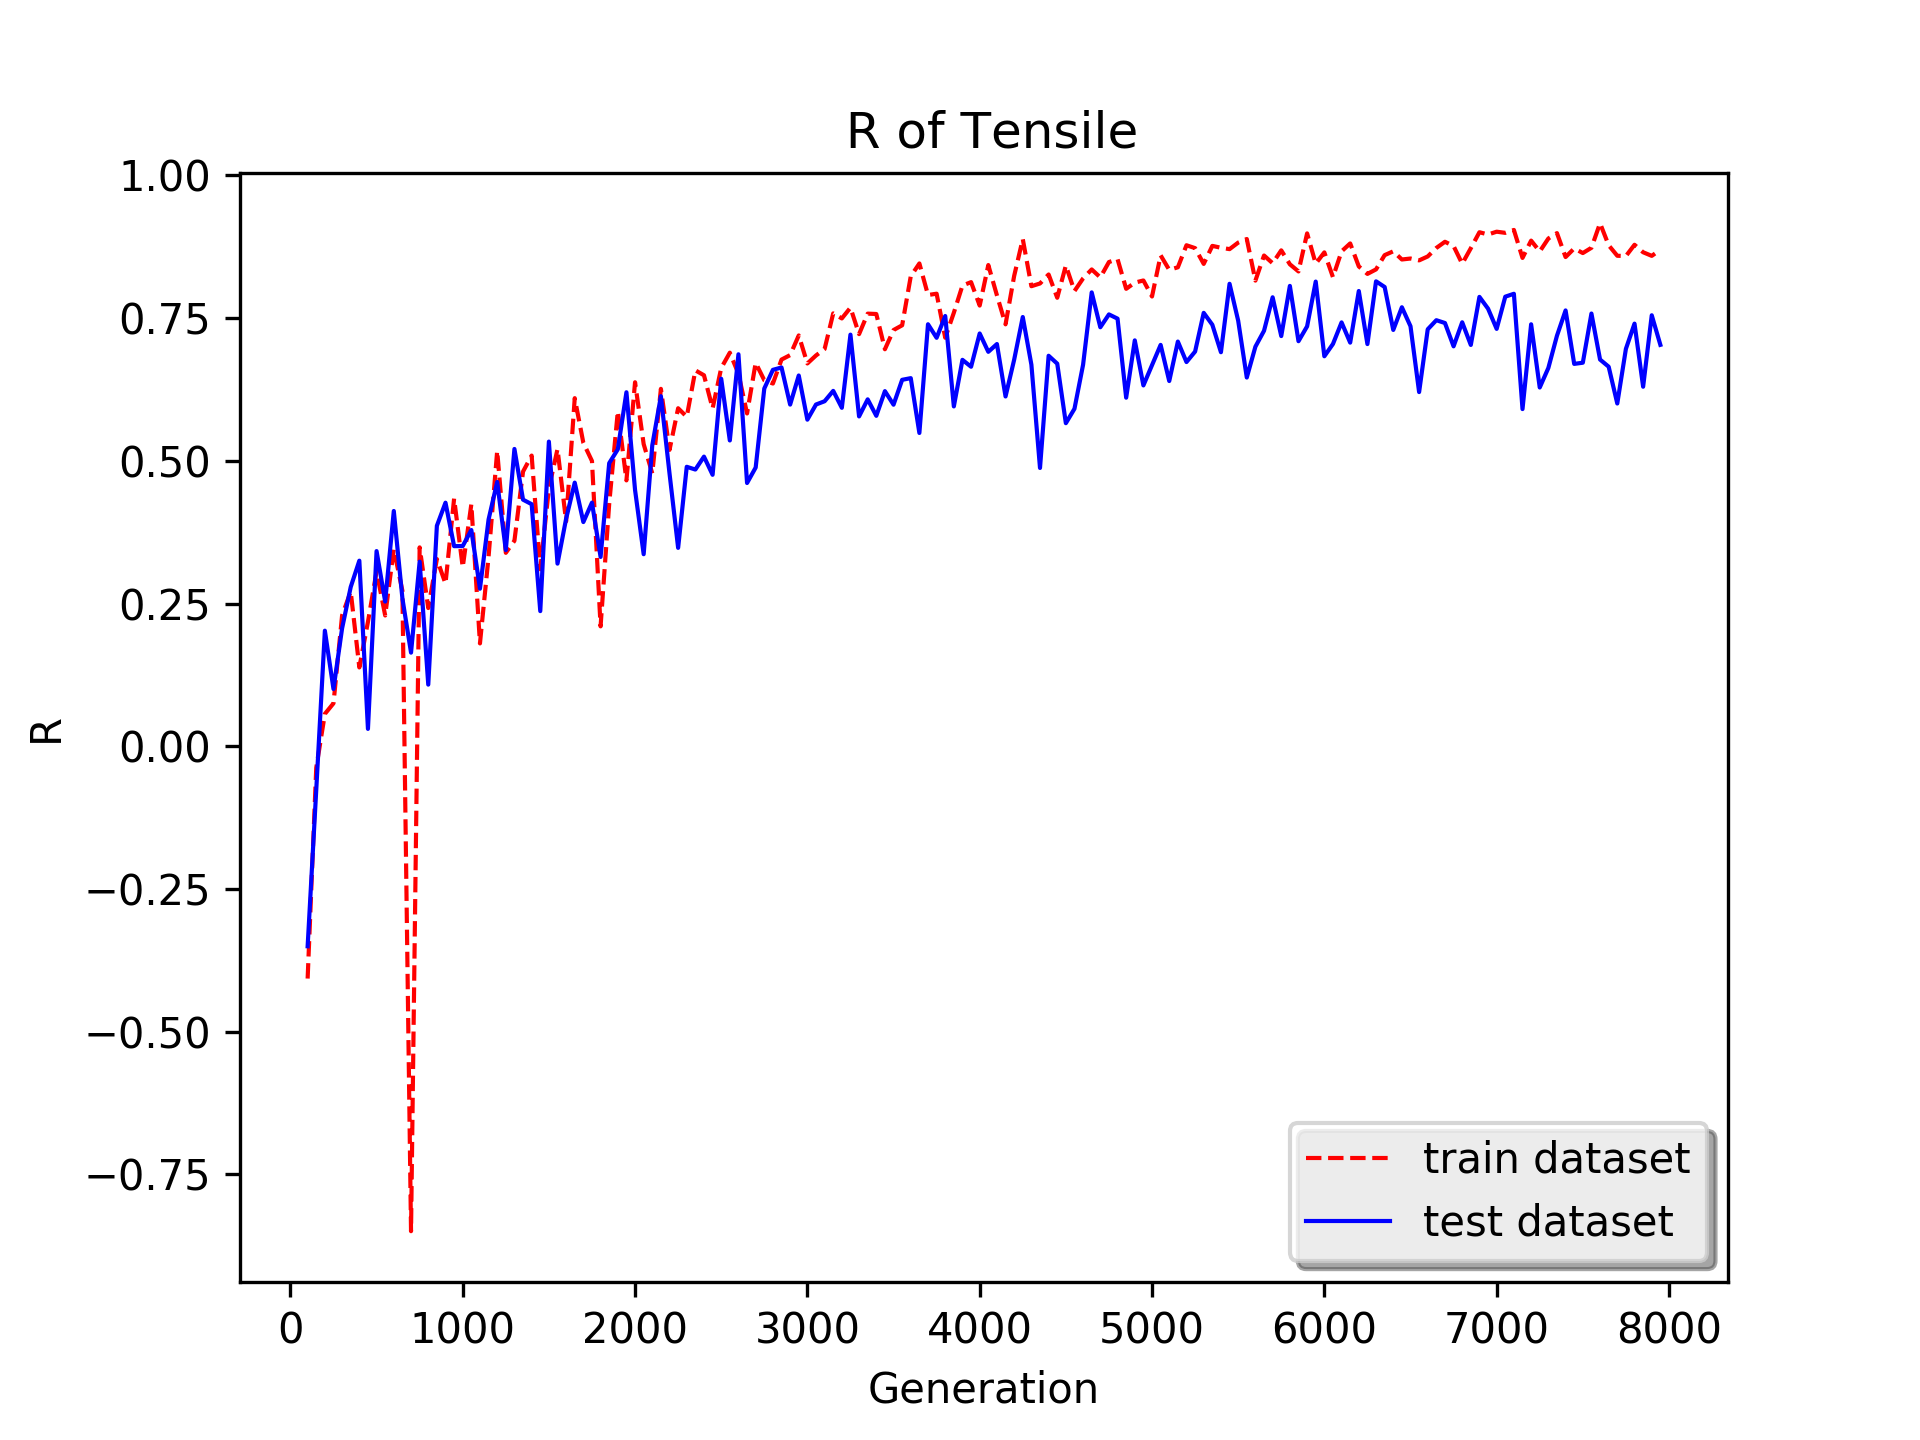 R of Tensile
1.00
0.75
0.50
0.25
0.00
−0.25
−0.50
−0.75
R
0 1000 2000 3000 4000 5000 6000 7000 8000
Generation
train dataset
test dataset